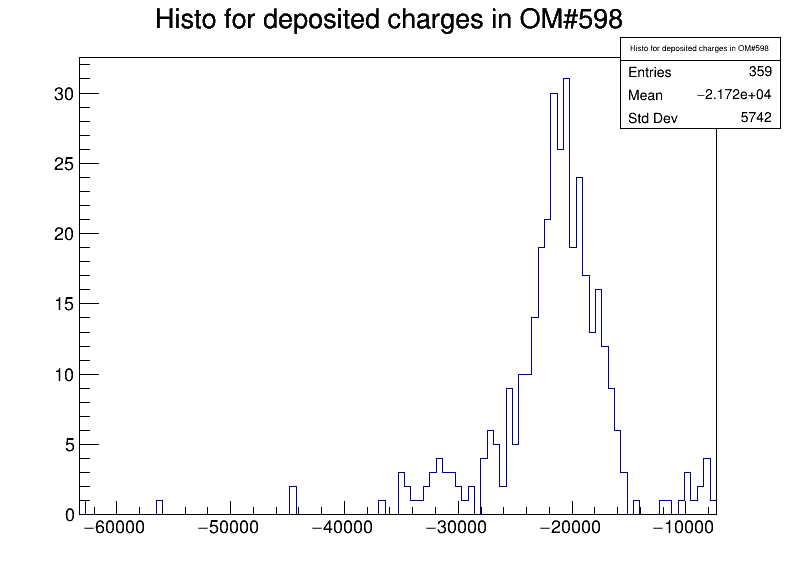 Histo for deposited charges in OM#598
Histo for deposited charges in OM#598
Entries 359
Mean −2.172e+04
Std Dev 5742
30
25
20
15
10
5
0
−60000 −50000 −40000 −30000 −20000 −10000